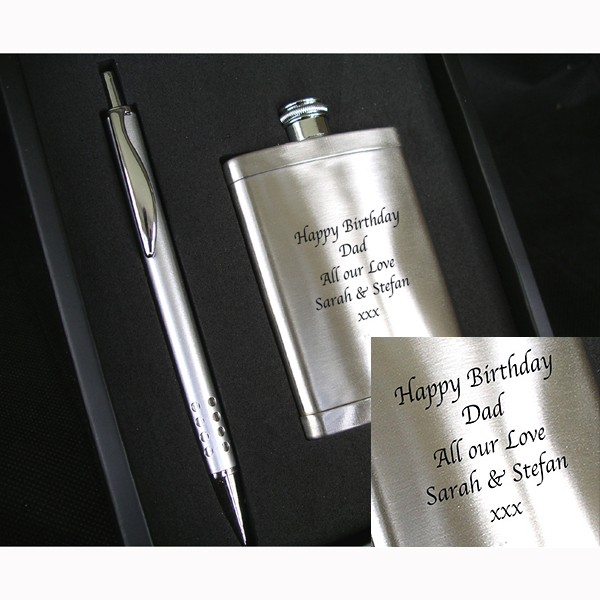 Happy Birthday
Dad
All our Love
Sarah & Stefan
xxx
Happy Birthday
Dad
All our Love
Sarah & Stefan
xxx